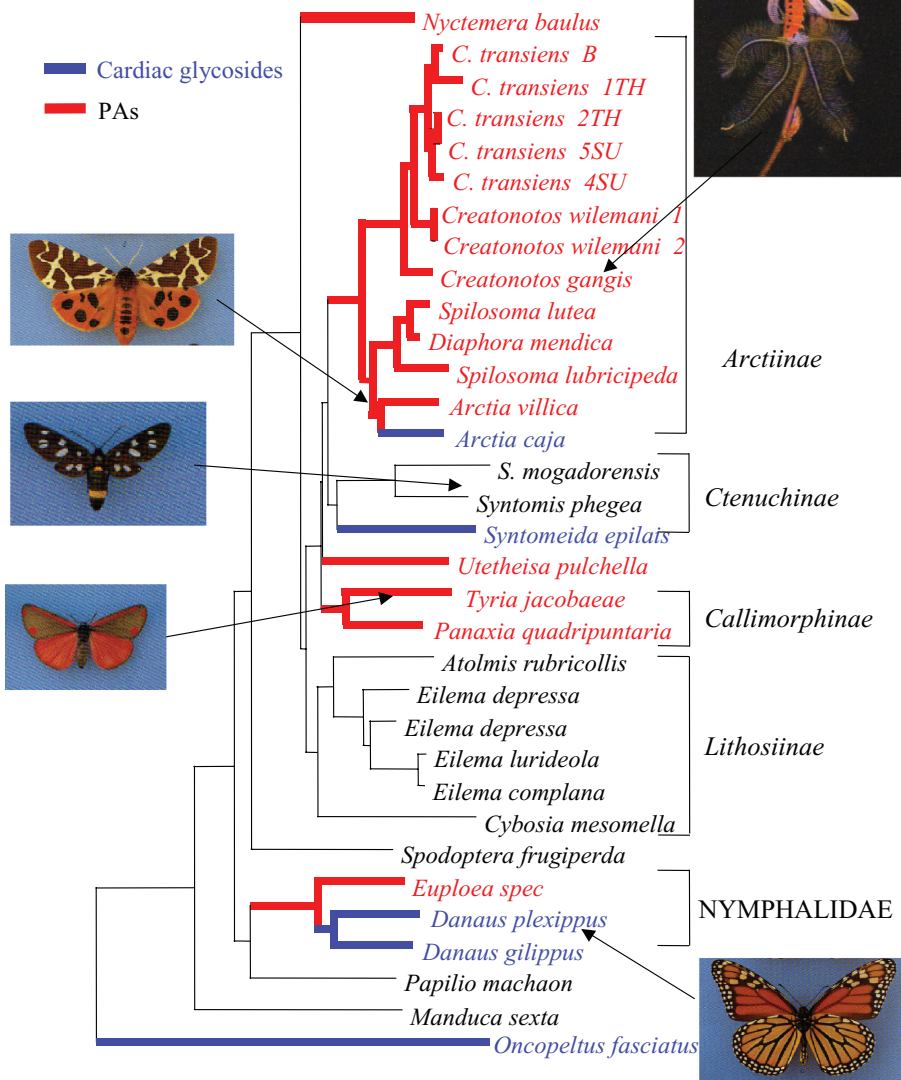 Cardiac glycosides
PAs
Nyctemera baulus
C. transiens B
C. transiens 1TH
C. transiens 2TH
C. transiens 5SU
C. transiens 4SU
Creatonotos wilemani 1
Creatonotos wilemani 2
Creatonotos gangis
Spilosoma lutea
Diaphora mendica
Spilosoma lubricipeda
Arctia villica
Arctia caja
Arctiinae
S. mogadorensis
Syntomis phegea
Syntomeida epilais
Ctenuchinae
Utetheisa pulchella
Tyria jacobaeae
Panaxia quadripuntaria
Callimorphinae
Atolmis rubricollis
Eilema depressa
Eilema depressa
Eilema lurideola
Eilema complana
Cybosia mesomella
Lithosiinae
Spodoptera frugiperda
Euploea spec
Danaus plexippus
Danaus gilippus
NYMPHALIDAE
Papilio machaon
Manduca sexta
Oncopeltus fasciatus